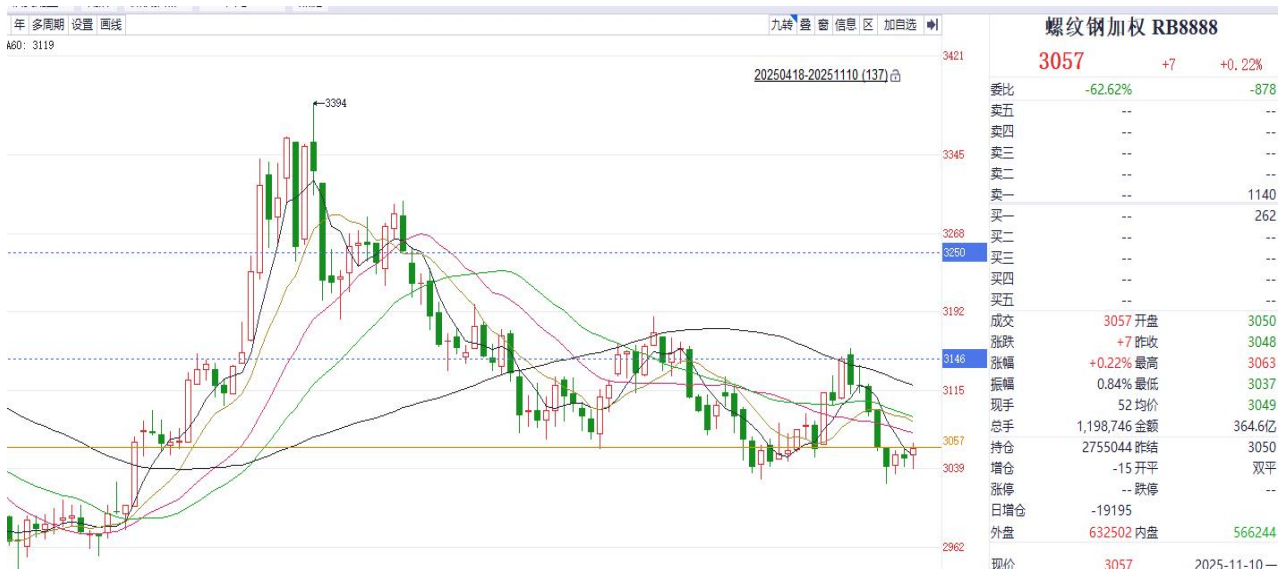 年 多周期 设置 画线
九转 叠 窗 信息 区 加自选
A60: 3119
20250418-20251110 (137)
3394
3421
3345
3268
3250
3192
3146
3115
3057
3039
2962
螺纹钢加权 RB8888
3057 +7 +0.22%
委比 -62.62% -878
卖五 -- --
卖四 -- --
卖三 -- --
卖二 -- --
卖一 -- 1140
买一 -- 262
买二 -- --
买三 -- --
买四 -- --
买五 -- --
成交 3057 开盘 3050
涨跌 +7 昨收 3048
涨幅 +0.22% 最高 3063
振幅 0.84% 最低 3037
现手 52 均价 3049
总手 1,198,746 金额 364.6亿
持仓 2755044 昨结 3050
增仓 -15 开平 双平
涨停 -- 跌停 --
日增仓 -19195
外盘 632502 内盘 566244
现价 3057 2025-11-10 一